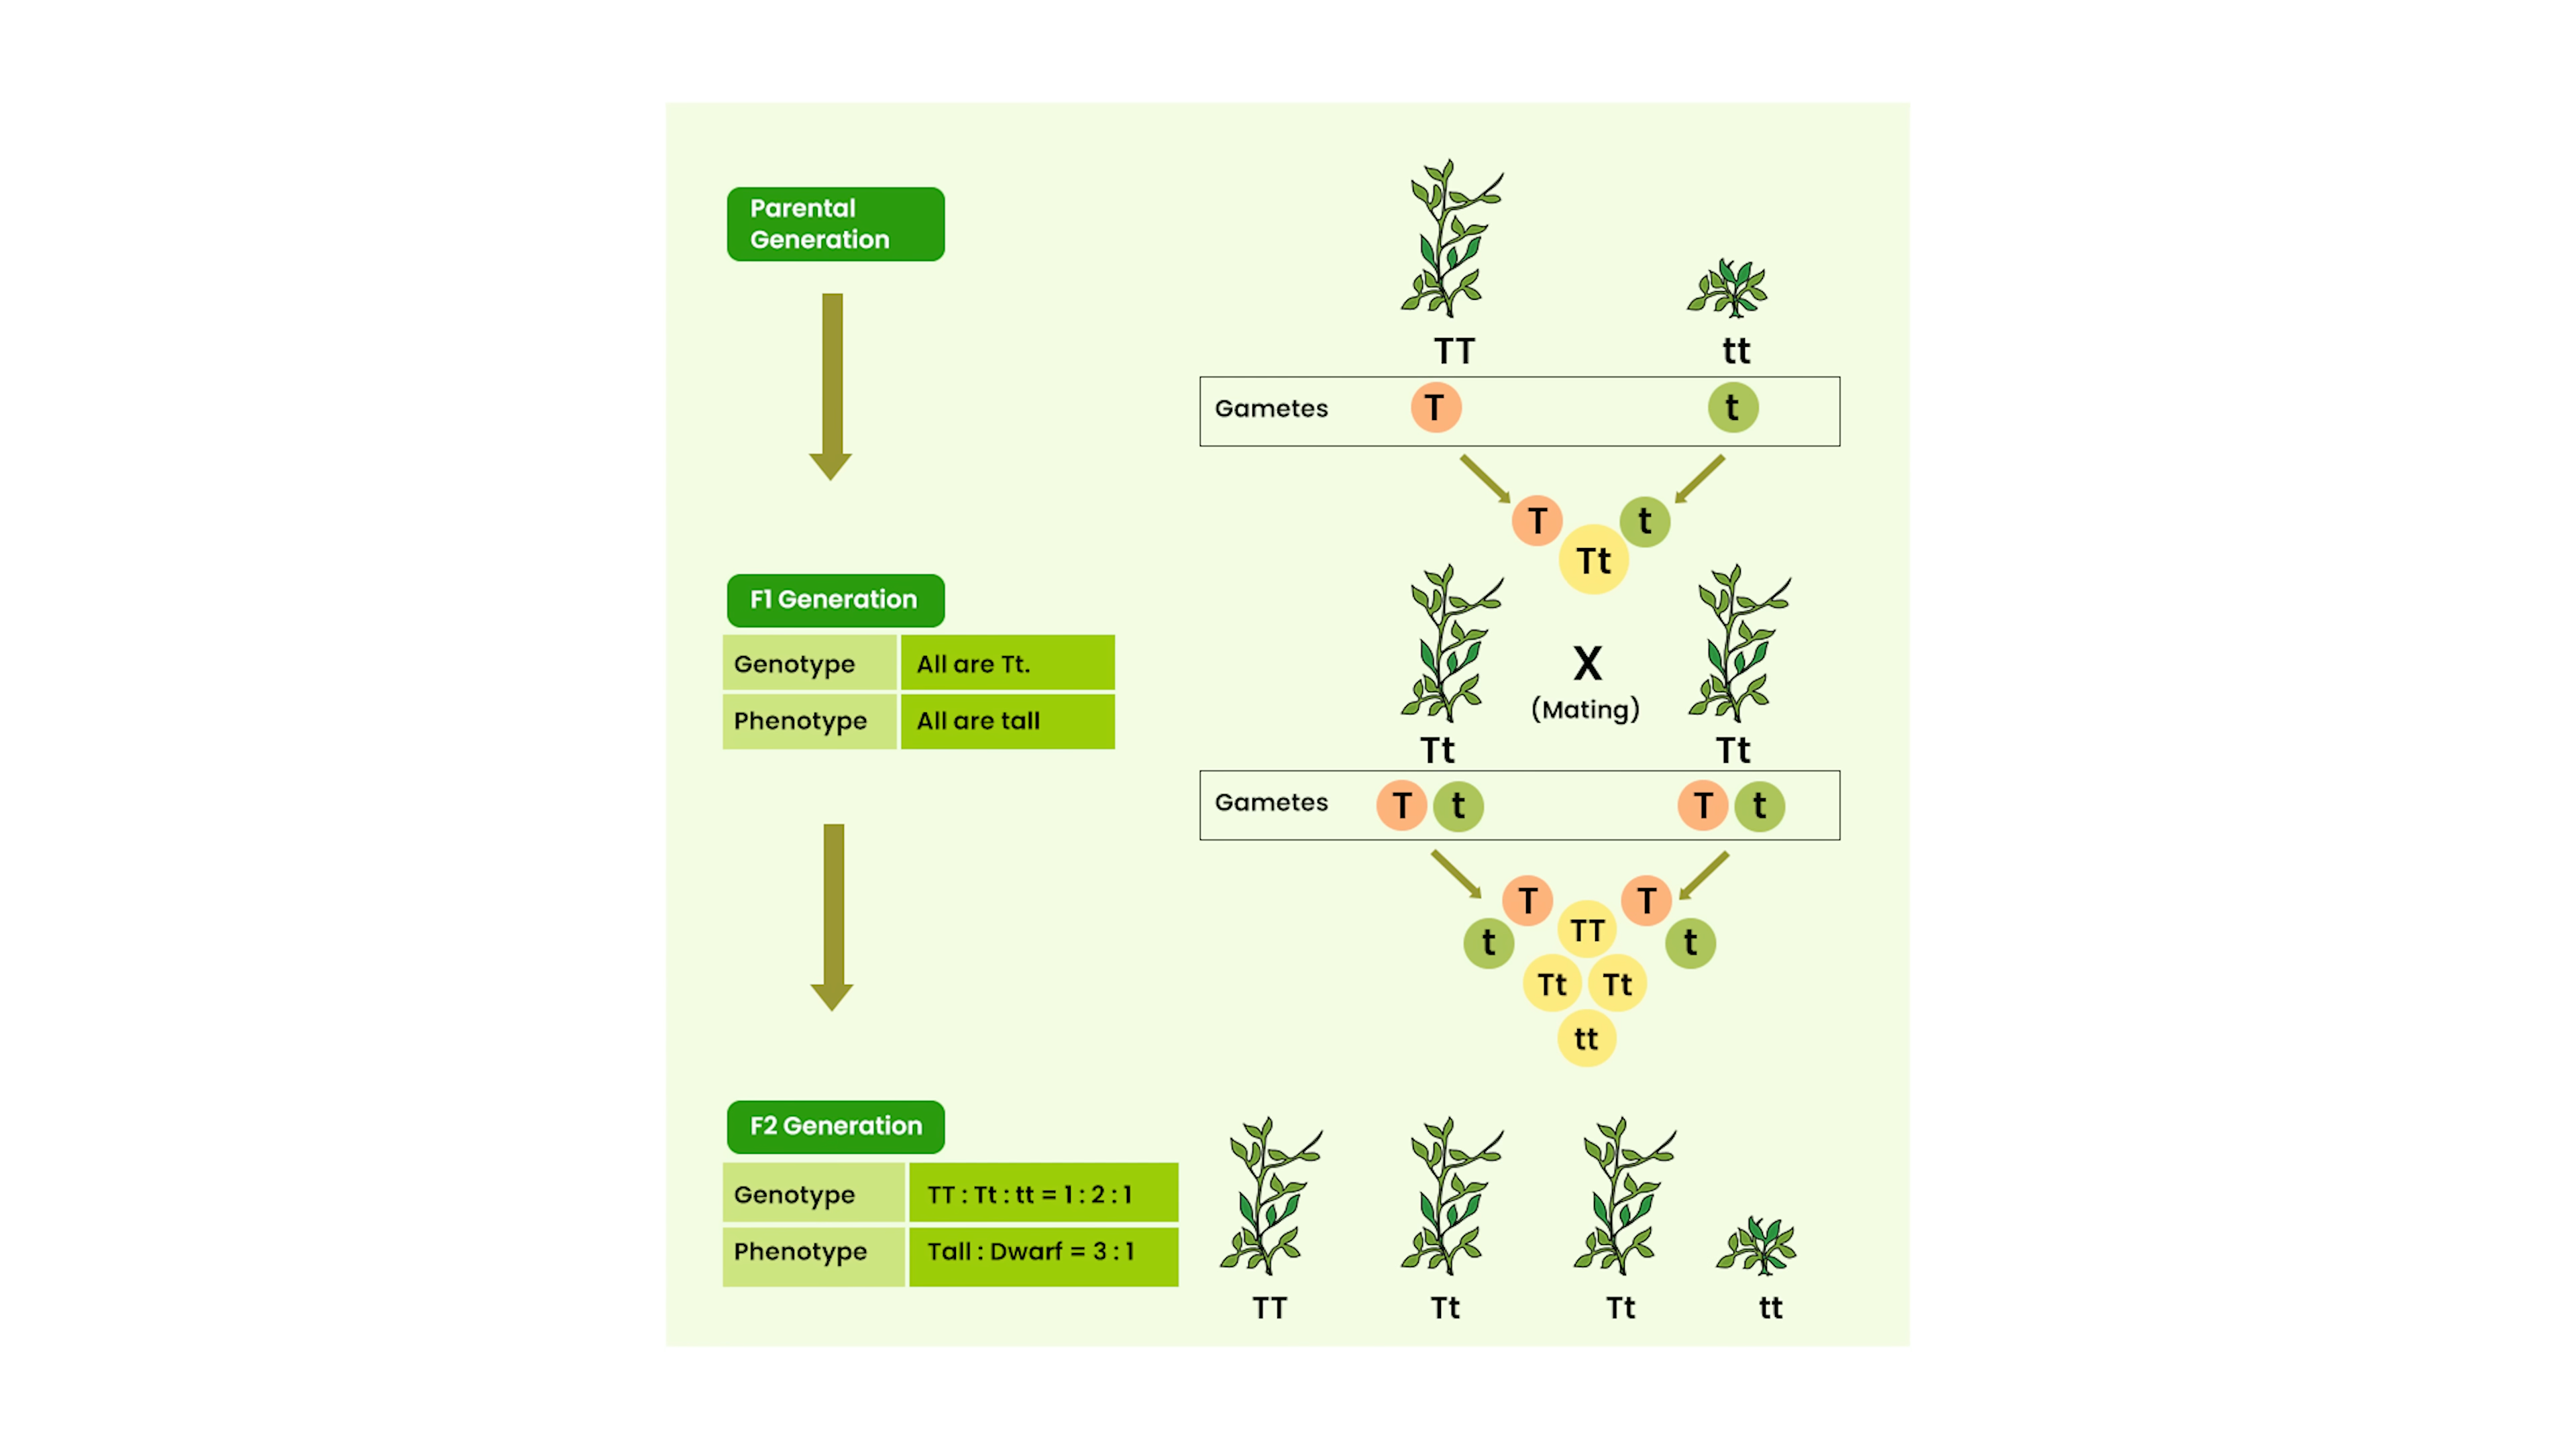 Parental
Generation
TT tt
Gametes T t
T t
Tt
F1 Generation
Genotype All are Tt.
Phenotype All are tall
X
(Mating)
Tt Tt
Gametes T t T t
T T
t TT t
Tt Tt
tt
F2 Generation
Genotype TT : Tt : tt = 1 : 2 : 1
Phenotype Tall : Dwarf = 3 : 1
TT Tt Tt tt